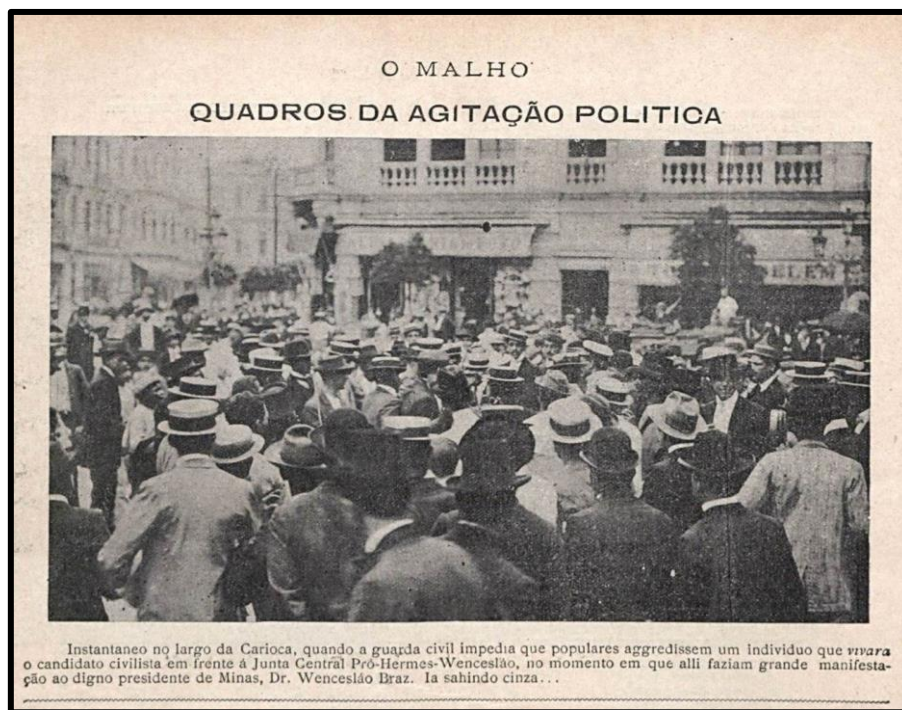 O MALHO
QUADROS DA AGITAÇÃO POLITICA
Instantaneo no largo da Carioca, quando a guarda civil impedia que populares aggredissem um individuo que vivara
o candidato civilista em frente á Junta Central Pró-Hermes-Wencesláo, no momento em que alli faziam grande manifesta-
ção ao digno presidente de Minas, Dr. Wencesláo Braz. Ia sahindo cinza...